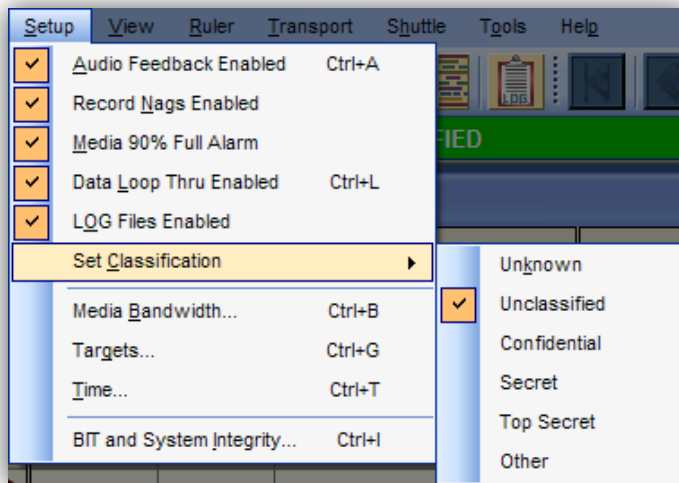 Setup View Ruler Transport Shuttle Tools Help
Audio Feedback Enabled Ctrl+A
Record Nags Enabled
LOG
Media 90% Full Alarm
IED
Data Loop Thru Enabled Ctrl+L
LOG Files Enabled
Set Classification
Media Bandwidth... Ctrl+B
Targets... Ctrl+G
Time... Ctrl+T
BIT and System Integrity... Ctrl+I
Unknown
Unclassified
Confidential
Secret
Top Secret
Other